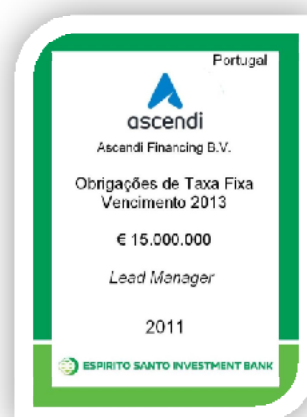 Portugal
ascendi
Ascendi Financing B.V.
Obrigações de Taxa Fixa
Vencimento 2013
€ 15.000.000
Lead Manager
2011
ESPIRITO SANTO INVESTMENT BANK